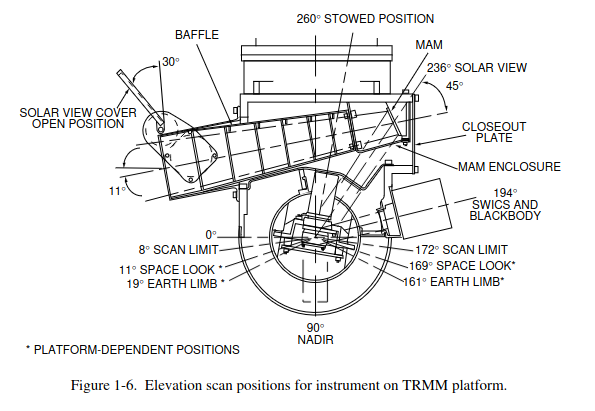 260° STOWED POSITION
BAFFLE
MAM
30°
236° SOLAR VIEW
45°
SOLAR VIEW COVER
OPEN POSITION
CLOSEOUT
PLATE
MAM ENCLOSURE
11°
194°
SWICS AND
BLACKBODY
0°
8° SCAN LIMIT
172° SCAN LIMIT
11° SPACE LOOK *
169° SPACE LOOK*
19° EARTH LIMB *
161° EARTH LIMB*
90°
NADIR
* PLATFORM-DEPENDENT POSITIONS
Figure 1-6. Elevation scan positions for instrument on TRMM platform.